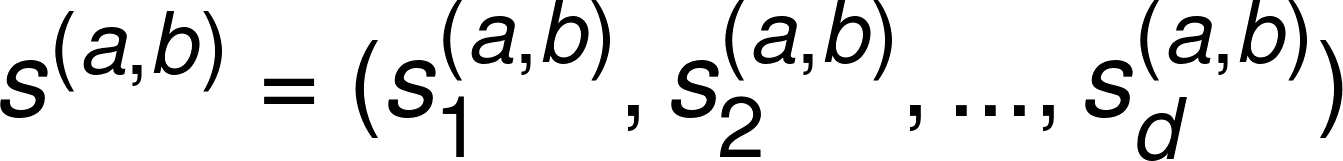 s^{(a,b)} = (s_1^{(a,b)}, s_2^{(a,b)}, ..., s_d^{(a,b)})